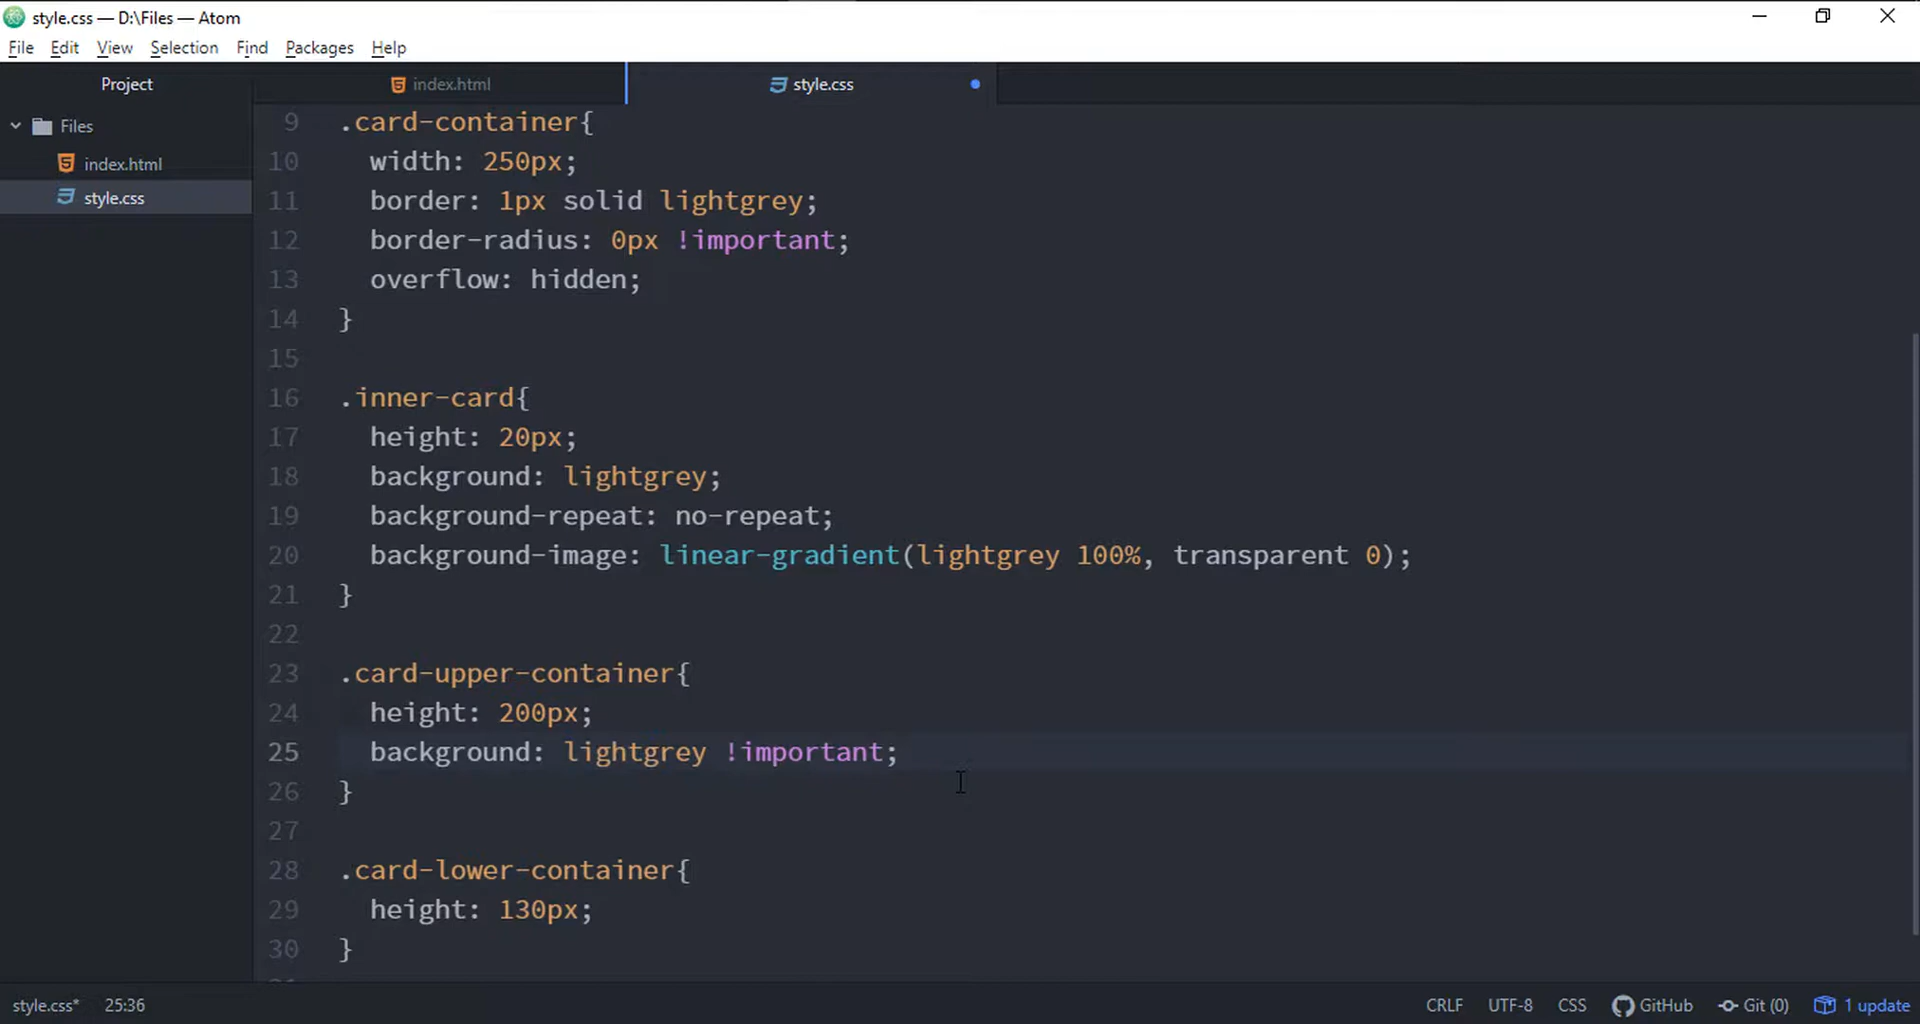 style.css — D:\Files — Atom
File Edit View Selection Find Packages Help
Project
Files
index.html
style.css
index.html
style.css
9 .card-container{
10 width: 250px;
11 border: 1px solid lightgrey;
12 border-radius: 0px !important;
13 overflow: hidden;
14 }
15
16 .inner-card{
17 height: 20px;
18 background: lightgrey;
19 background-repeat: no-repeat;
20 background-image: linear-gradient(lightgrey 100%, transparent 0);
21 }
22
23 .card-upper-container{
24 height: 200px;
25 background: lightgrey !important;
26 }
27
28 .card-lower-container{
29 height: 130px;
30 }
style.css* 25:36 CRLF UTF-8 CSS GitHub Git (0) 1 update